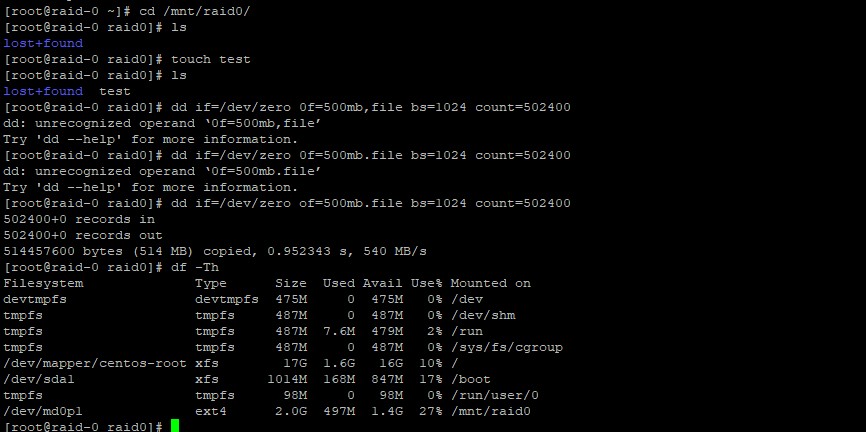 [root@raid-0 ~]# cd /mnt/raid0/
[root@raid-0 raid0]# ls
lost+found
[root@raid-0 raid0]# touch test
[root@raid-0 raid0]# ls
lost+found  test
[root@raid-0 raid0]# dd if=/dev/zero 0f=500mb,file bs=1024 count=502400
dd: unrecognized operand ‘0f=500mb,file’
Try 'dd --help' for more information.
[root@raid-0 raid0]# dd if=/dev/zero 0f=500mb.file bs=1024 count=502400
dd: unrecognized operand ‘0f=500mb.file’
Try 'dd --help' for more information.
[root@raid-0 raid0]# dd if=/dev/zero of=500mb.file bs=1024 count=502400
502400+0 records in
502400+0 records out
514457600 bytes (514 MB) copied, 0.952343 s, 540 MB/s
[root@raid-0 raid0]# df -Th
Filesystem              Type      Size  Used Avail Use% Mounted on
devtmpfs                devtmpfs  475M     0  475M   0% /dev
tmpfs                   tmpfs     487M     0  487M   0% /dev/shm
tmpfs                   tmpfs     487M  7.6M  479M   2% /run
tmpfs                   tmpfs     487M     0  487M   0% /sys/fs/cgroup
/dev/mapper/centos-root xfs        17G  1.6G   16G  10% /
/dev/sda1               xfs      1014M  168M  847M  17% /boot
tmpfs                   tmpfs      98M     0   98M   0% /run/user/0
/dev/md0p1              ext4      2.0G  497M  1.4G  27% /mnt/raid0
[root@raid-0 raid0]#